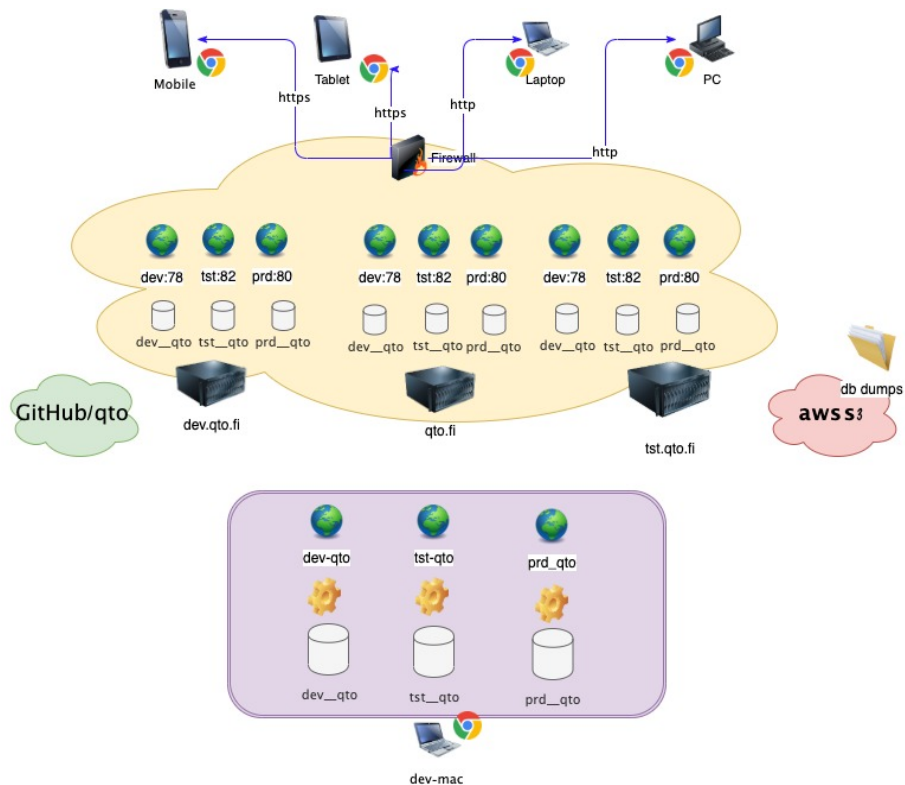 Mobile
Tablet
Laptop
PC
https
https
http
http
Firewall
dev:78
tst:82
prd:80
dev:78
tst:82
prd:80
dev:78
tst:82
prd:80
dev__qto
tst__qto
prd__qto
dev__qto
tst__qto
prd__qto
dev__qto
tst__qto
prd__qto
db dumps
GitHub/qto
aws s3
dev.qto.fi
qto.fi
tst.qto.fi
dev-qto
tst-qto
prd_qto
dev__qto
tst__qto
prd__qto
dev-mac